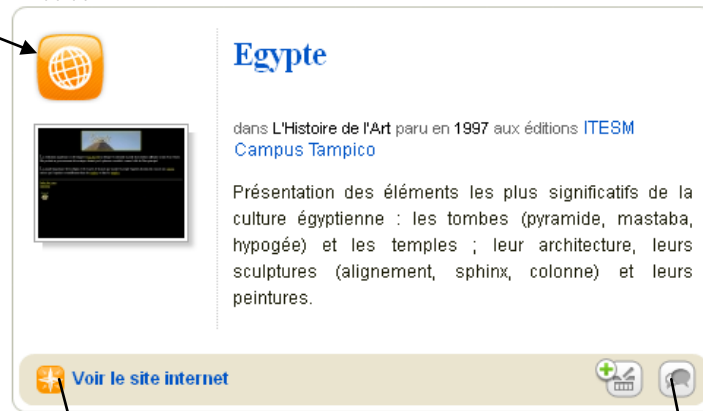 Egypte
dans L'Histoire de l'Art paru en 1997 aux éditions ITESM
Campus Tampico
Présentation des éléments les plus significatifs de la
culture égyptienne : les tombes (pyramide, mastaba,
hypogée) et les temples ; leur architecture, leurs
sculptures (alignement, sphinx, colonne) et leurs
peintures.
Voir le site internet